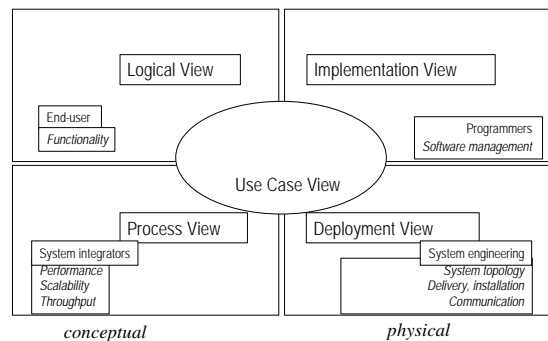 Logical View
Implementation View
End-user
Functionality
Programmers
Software management
Use Case View
Process View
Deployment View
System integrators
Performance
Scalability
Throughput
System engineering
System topology
Delivery, installation
Communication
conceptual
physical